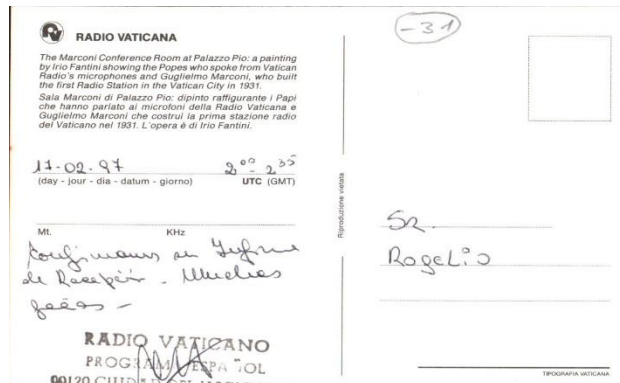 RADIO VATICANA
The Marconi Conference Room at Palazzo Pio: a painting
by Irio Fantini showing the Popes who spoke from Vatican
Radio's microphones and Guglielmo Marconi, who built
the first Radio Station in the Vatican City in 1931.
Sala Marconi di Palazzo Pio: dipinto raffigurante i Papi
che hanno parlato ai microfoni della Radio Vaticana e
Guglielmo Marconi che costruì la prima stazione radio
del Vaticano nel 1931. L'opera è di Irio Fantini.
2⁰⁰ - 2³⁵
(day - jour - dia - datum - giorno) UTC (GMT)
Mt. KHz
Confirmamos su Informe
de Recepción - Muchas
RADIO VATICANO
PROGRAMA ESPAÑOL
00120 CIUDAD DEL VATICANO
Riproduzione vietata
-31
Sr.
Rogelio
TIPOGRAFIA VATICANA